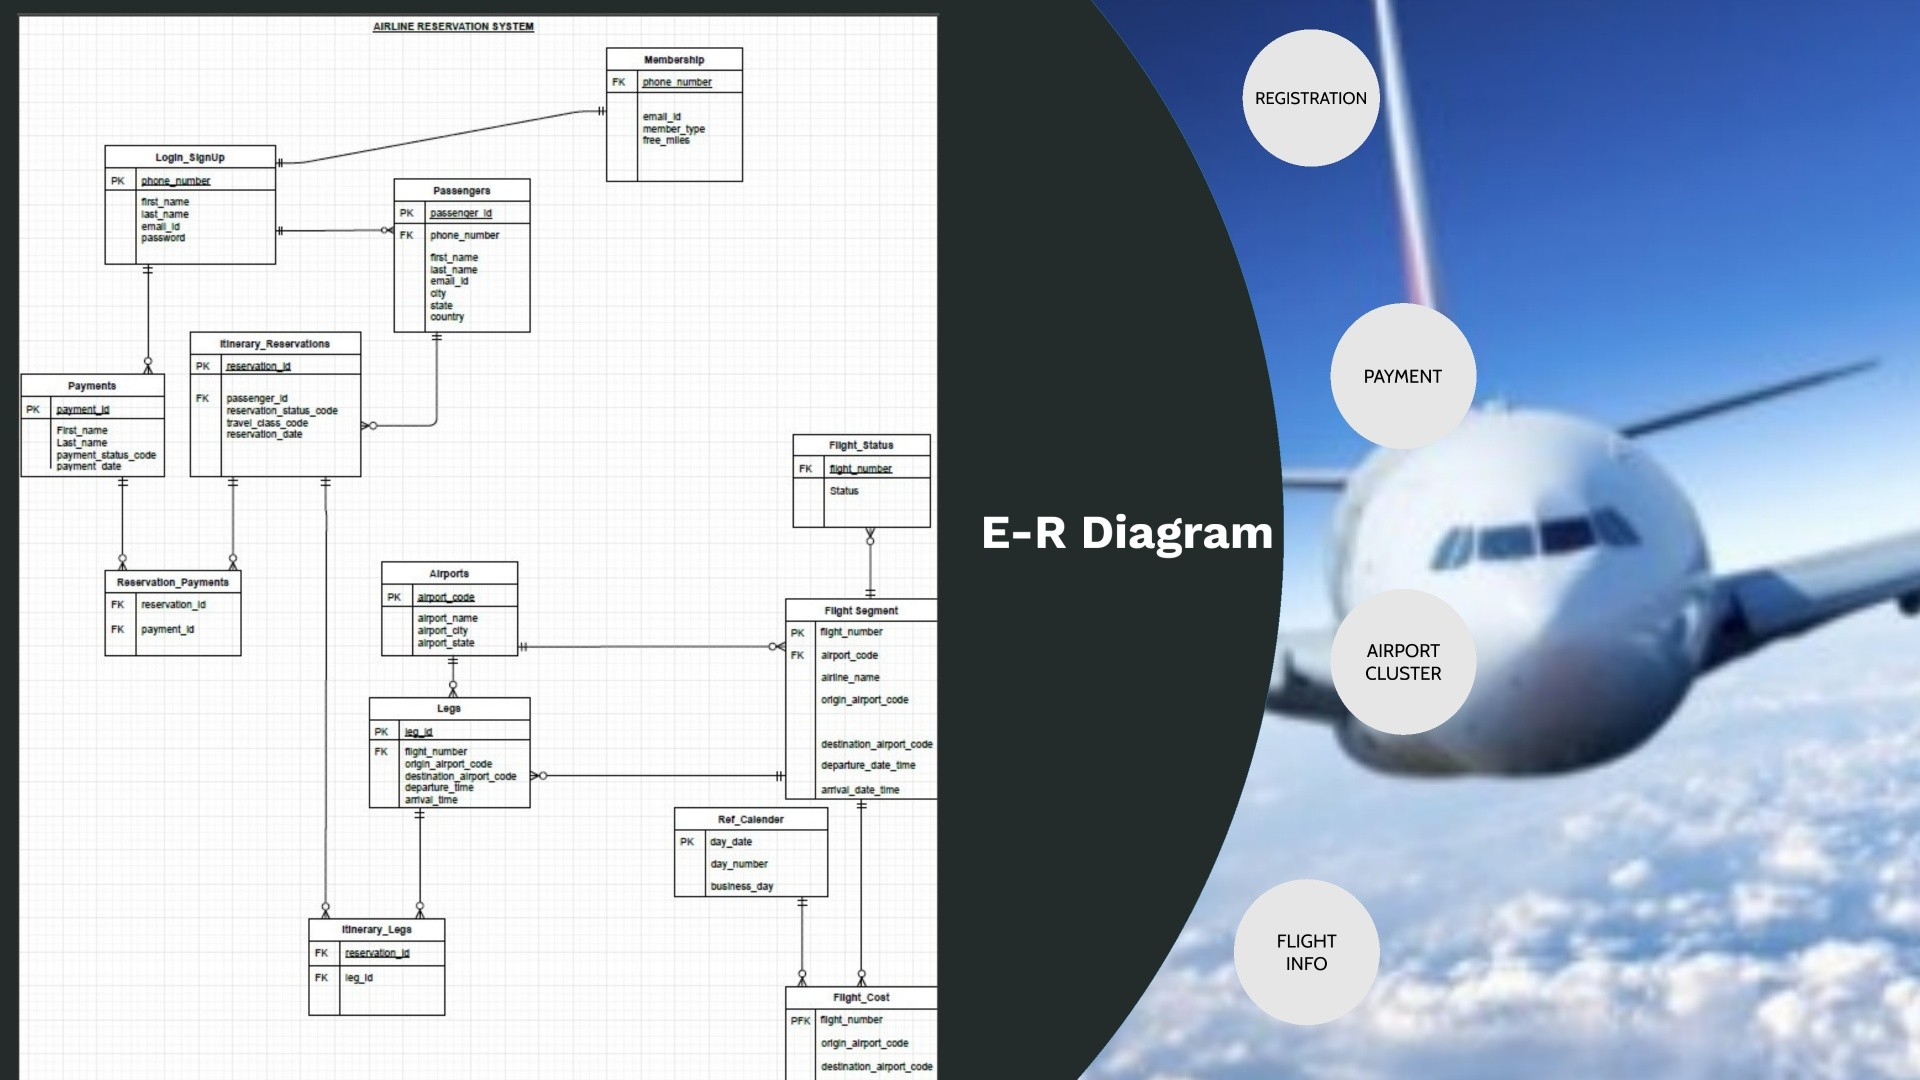 AIRLINE RESERVATION SYSTEM
Membership
FK phone_number
email_id
member_type
free_miles
Login_SignUp
PK phone_number
first_name
last_name
email_id
password
Passengers
PK passenger_id
FK phone_number
first_name
last_name
email_id
city
state
country
Itinerary_Reservations
PK reservation_id
FK passenger_id
reservation_status_code
travel_class_code
reservation_date
Payments
PK payment_id
First_name
Last_name
payment_status_code
payment_date
Flight_Status
FK flight_number
Status
Reservation_Payments
FK reservation_id
FK payment_id
Airports
PK airport_code
airport_name
airport_city
airport_state
Flight Segment
PK flight_number
FK airport_code
airline_name
origin_airport_code
destination_airport_code
departure_date_time
arrival_date_time
Legs
PK leg_id
FK flight_number
origin_airport_code
destination_airport_code
departure_time
arrival_time
Ref_Calender
PK day_date
day_number
business_day
Itinerary_Legs
FK reservation_id
FK leg_id
Flight_Cost
PFK flight_number
origin_airport_code
destination_airport_code
E-R Diagram
REGISTRATION
PAYMENT
AIRPORT
CLUSTER
FLIGHT
INFO